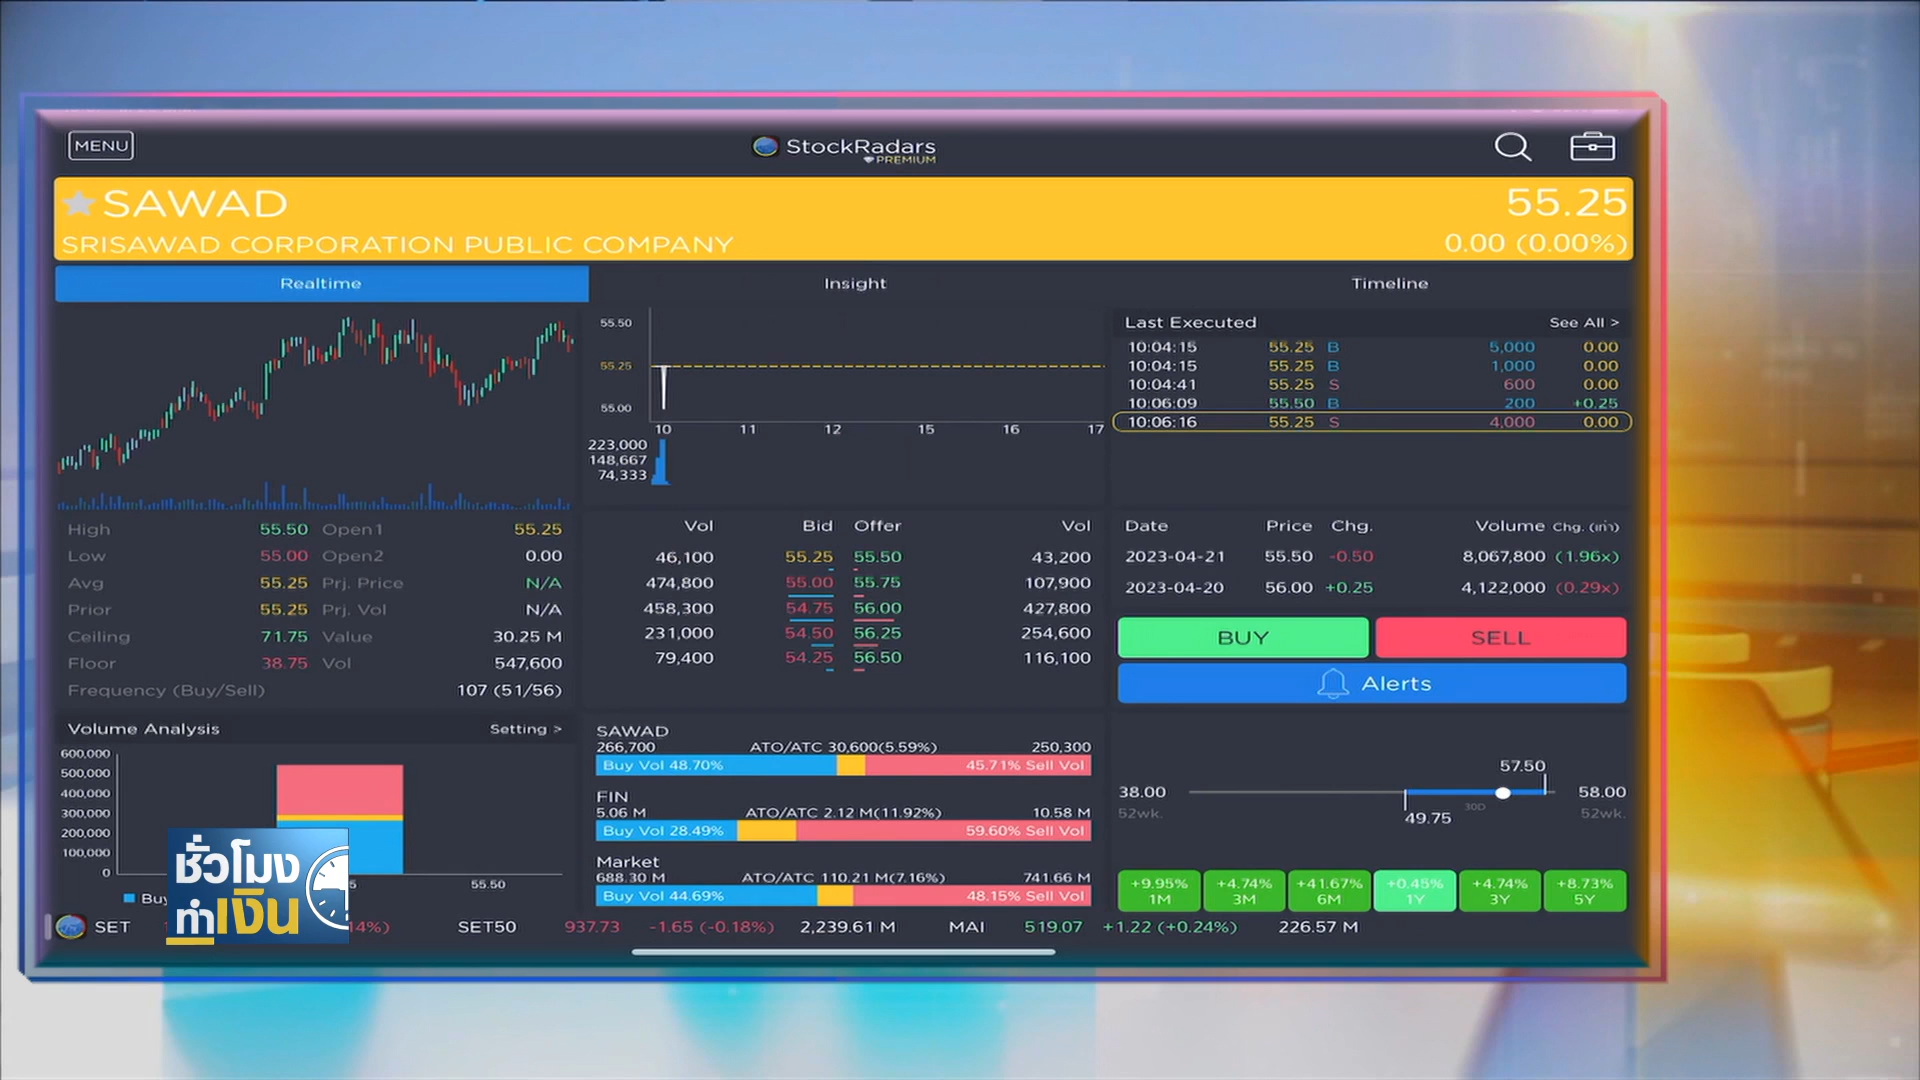 MENU
StockRadars
PREMIUM
SAWAD
55.25
SRISAWAD CORPORATION PUBLIC COMPANY
0.00 (0.00%)
Realtime
Insight
Timeline
55.50
55.25
55.00
10 11 12 15 16 17
223,000
148,667
74,333
Last Executed See All >
10:04:15 55.25 B 5,000 0.00
10:04:15 55.25 B 1,000 0.00
10:04:41 55.25 S 600 0.00
10:06:09 55.50 B 200 +0.25
10:06:16 55.25 S 4,000 0.00
High 55.50 Open1 55.25
Low 55.00 Open2 0.00
Avg 55.25 Prj. Price N/A
Prior 55.25 Prj. Vol N/A
Ceiling 71.75 Value 30.25 M
Floor 38.75 Vol 547,600
Frequency (Buy/Sell) 107 (51/56)
Vol Bid Offer Vol
46,100 55.25 55.50 43,200
474,800 55.00 55.75 107,900
458,300 54.75 56.00 427,800
231,000 54.50 56.25 254,600
79,400 54.25 56.50 116,100
Date Price Chg. Volume Chg. (เท่า)
2023-04-21 55.50 -0.50 8,067,800 (1.96x)
2023-04-20 56.00 +0.25 4,122,000 (0.29x)
BUY
SELL
Alerts
Volume Analysis Setting >
600,000
500,000
400,000
300,000
200,000
100,000
0
55.50
SAWAD
266,700 ATO/ATC 30,600(5.59%) 250,300
Buy Vol 48.70% 45.71% Sell Vol
FIN
5.06 M ATO/ATC 2.12 M(11.92%) 10.58 M
Buy Vol 28.49% 59.60% Sell Vol
Market
688.30 M ATO/ATC 110.21 M(7.16%) 741.66 M
Buy Vol 44.69% 48.15% Sell Vol
57.50
38.00 58.00
52wk. 30D 52wk.
49.75
+9.95% +4.74% +41.67% +0.45% +4.74% +8.73%
1M 3M 6M 1Y 3Y 5Y
ชั่วโมง
ทำเงิน
SET SET50 937.73 -1.65 (-0.18%) 2,239.61 M MAI 519.07 +1.22 (+0.24%) 226.57 M